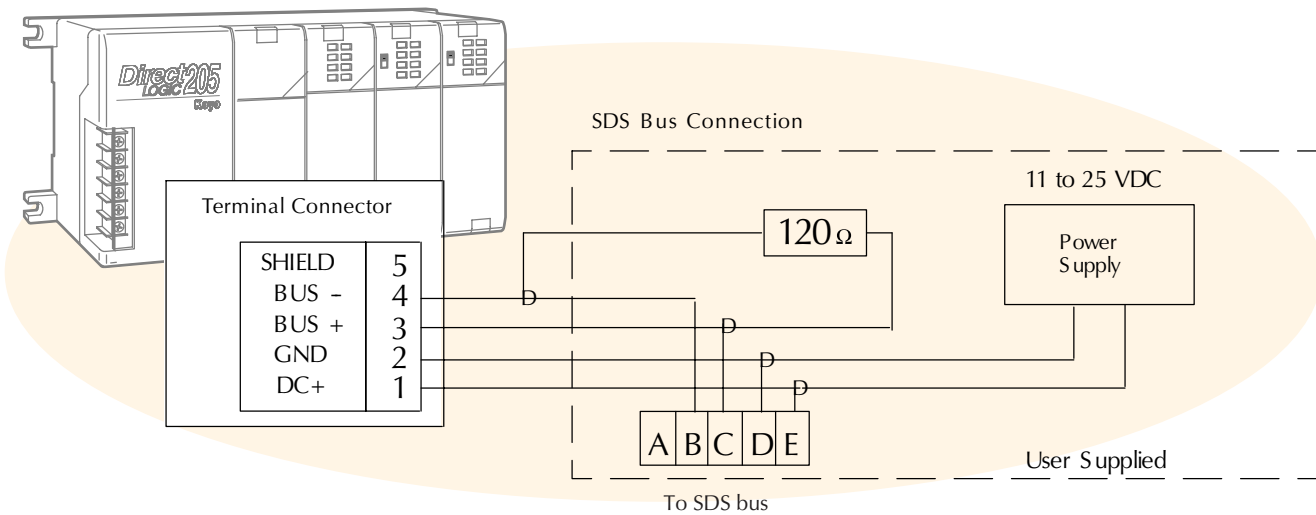 Direct 205
LOGIC
Koyo
SDS Bus Connection
11 to 25 VDC
Terminal Connector
120 Ω
Power
Supply
SHIELD 5
BUS – 4
BUS + 3
GND 2
DC+ 1
D
D
D
D
A B C D E
User Supplied
To SDS bus